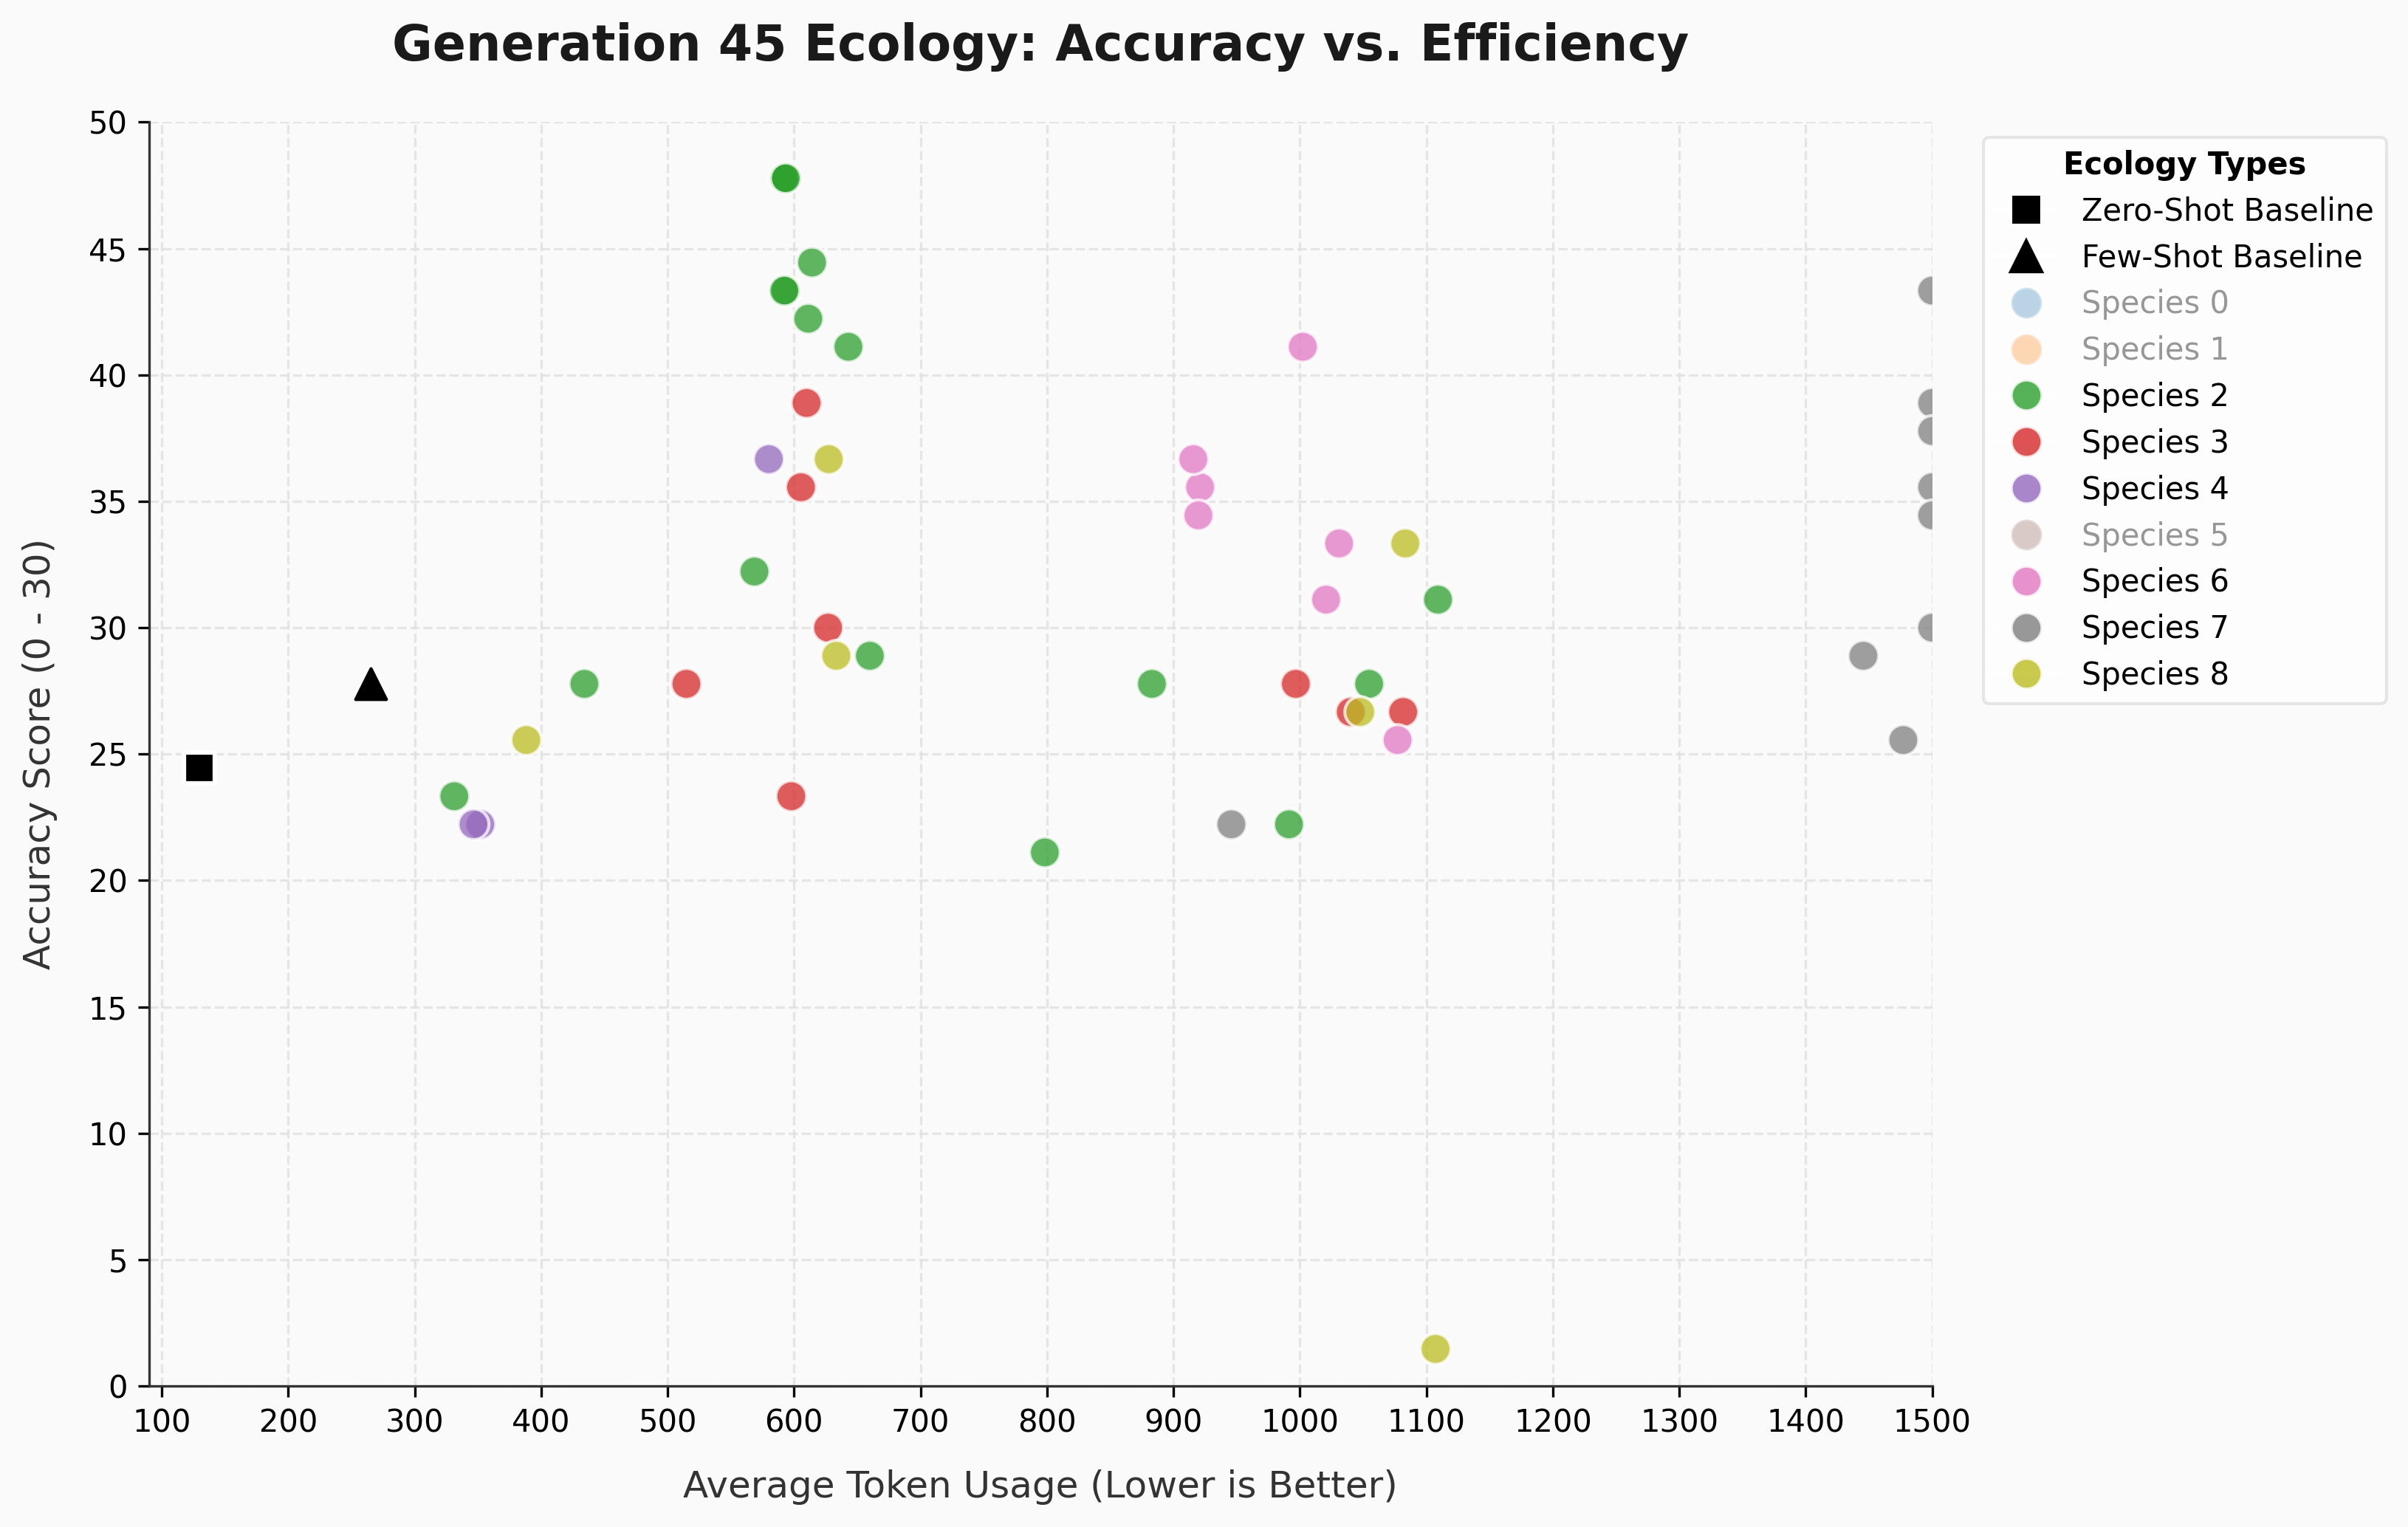 Generation 45 Ecology: Accuracy vs. Efficiency
50
45
40
35
30
25
20
15
10
5
0
Accuracy Score (0 - 30)
100 200 300 400 500 600 700 800 900 1000 1100 1200 1300 1400 1500
Average Token Usage (Lower is Better)
Ecology Types
Zero-Shot Baseline
Few-Shot Baseline
Species 0
Species 1
Species 2
Species 3
Species 4
Species 5
Species 6
Species 7
Species 8